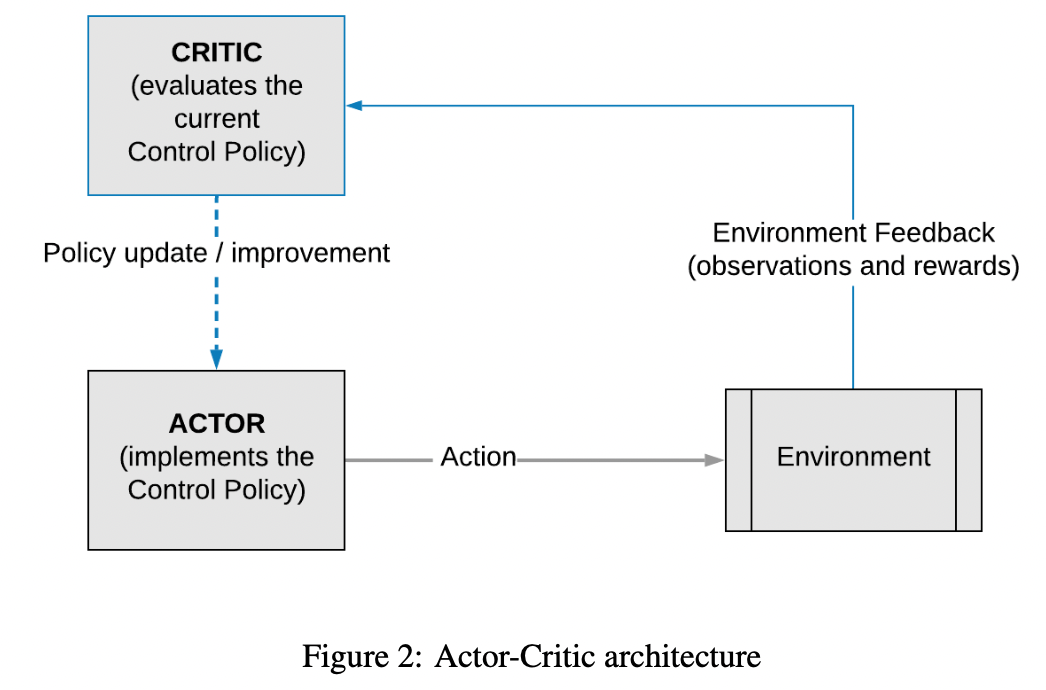 CRITIC
(evaluates the
current
Control Policy)
Policy update / improvement
Environment Feedback
(observations and rewards)
ACTOR
(implements the
Control Policy)
Action
Environment
Figure 2: Actor-Critic architecture